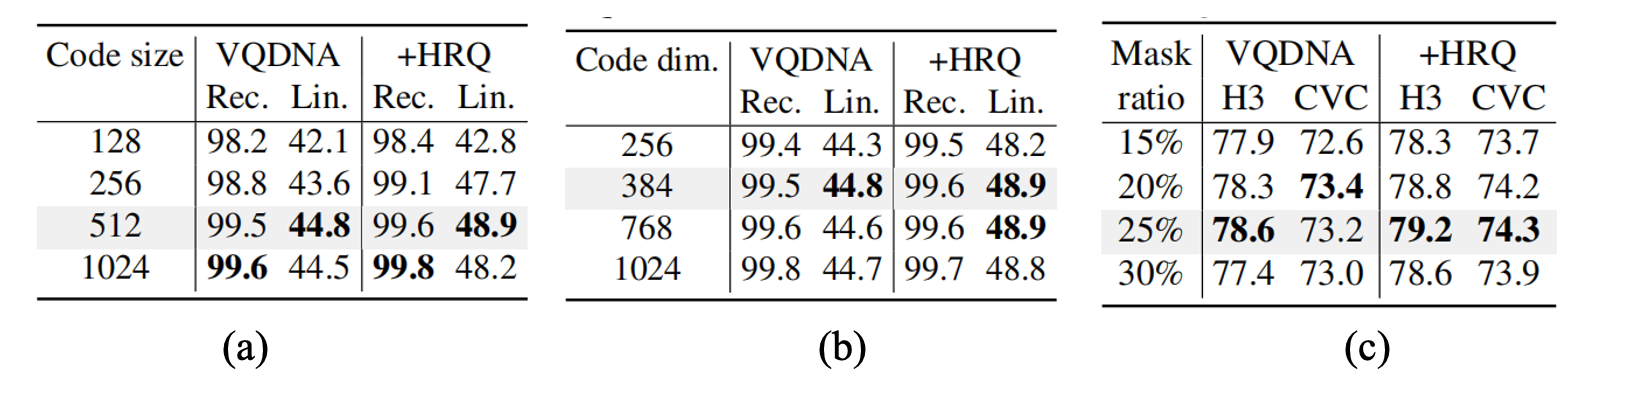 Code size VQDNA +HRQ
Rec. Lin. Rec. Lin.
128 98.2 42.1 98.4 42.8
256 98.8 43.6 99.1 47.7
512 99.5 44.8 99.6 48.9
1024 99.6 44.5 99.8 48.2
(a)
Code dim. VQDNA +HRQ
Rec. Lin. Rec. Lin.
256 99.4 44.3 99.5 48.2
384 99.5 44.8 99.6 48.9
768 99.6 44.6 99.6 48.9
1024 99.8 44.7 99.7 48.8
(b)
Mask VQDNA +HRQ
ratio H3 CVC H3 CVC
15% 77.9 72.6 78.3 73.7
20% 78.3 73.4 78.8 74.2
25% 78.6 73.2 79.2 74.3
30% 77.4 73.0 78.6 73.9
(c)